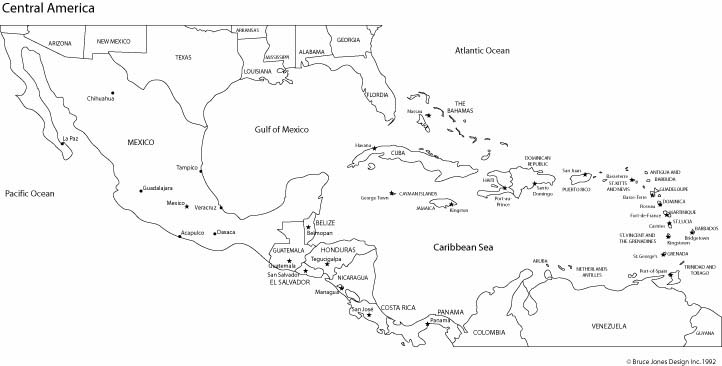 Central America
ARIZONA
NEW MEXICO
ARKANSAS
TEXAS
MISSISSIPPI
ALABAMA
GEORGIA
LOUISIANA
FLORDIA
Atlantic Ocean
Chihuahua
La Paz
MEXICO
Gulf of Mexico
Nassau
THE
BAHAMAS
Havana
CUBA
Tampico
Guadalajara
Mexico
Veracruz
Acapulco
Oaxaca
Pacific Ocean
George Town
CAYMAN ISLANDS
JAMAICA
Kingston
HAITI
Port-au-
Prince
DOMINICAN
REPUBLIC
Santo
Domingo
San Juan
PUERTO RICO
Basseterre
ST. KITTS
AND NEVIS
ANTIGUA AND
BARBUDA
GUADELOUPE
Basse-Terre
DOMINICA
Roseau
MARTINIQUE
Fort-de-France
ST. LUCIA
Castries
BARBADOS
Bridgetown
ST. VINCENT AND
THE GRENADINES
Kingstown
GRENADA
St. George's
Port-of-Spain
TRINIDAD AND
TOBAGO
BELIZE
Belmopan
GUATEMALA
Guatemala
HONDURAS
Tegucigalpa
San Salvador
EL SALVADOR
NICARAGUA
Managua
Caribbean Sea
ARUBA
NETHERLANDS
ANTILLES
San José
COSTA RICA
PANAMA
Panama
COLOMBIA
VENEZUELA
GUYANA
© Bruce Jones Design Inc. 1992